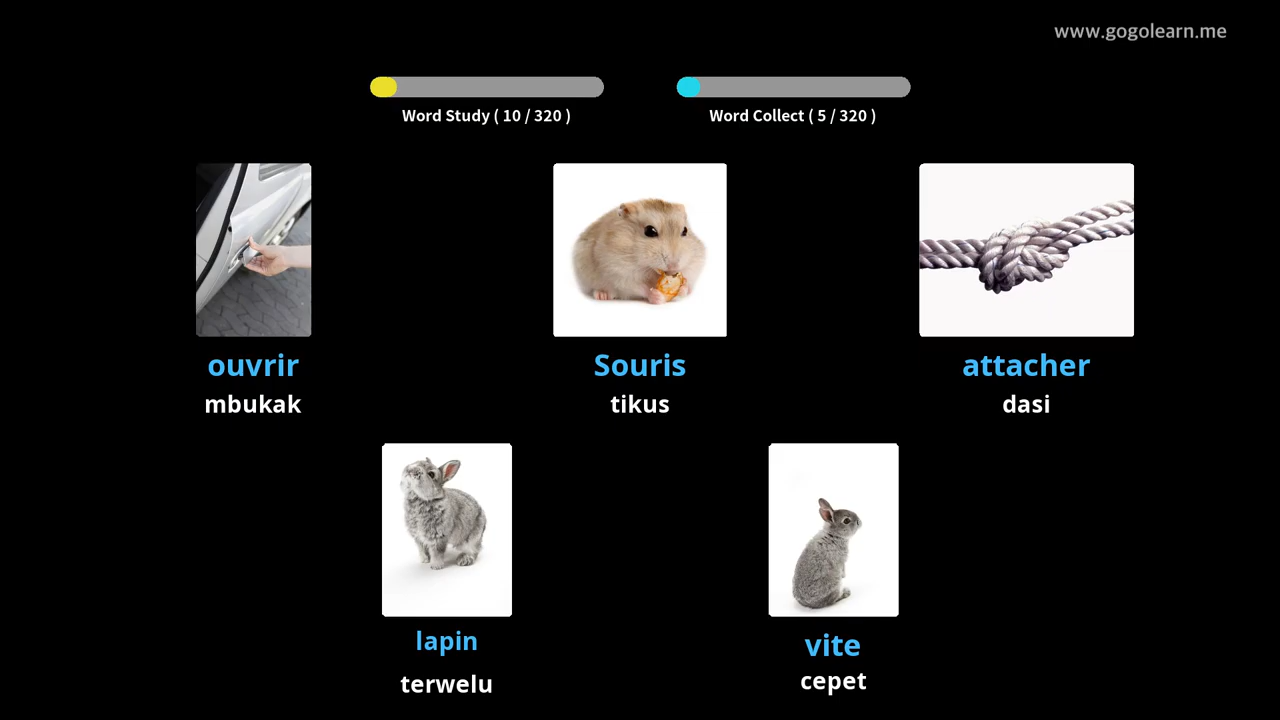 www.gogolearn.me
Word Study ( 10 / 320 )
Word Collect ( 5 / 320 )
ouvrir
mbukak
Souris
tikus
attacher
dasi
lapin
terwelu
vite
cepet